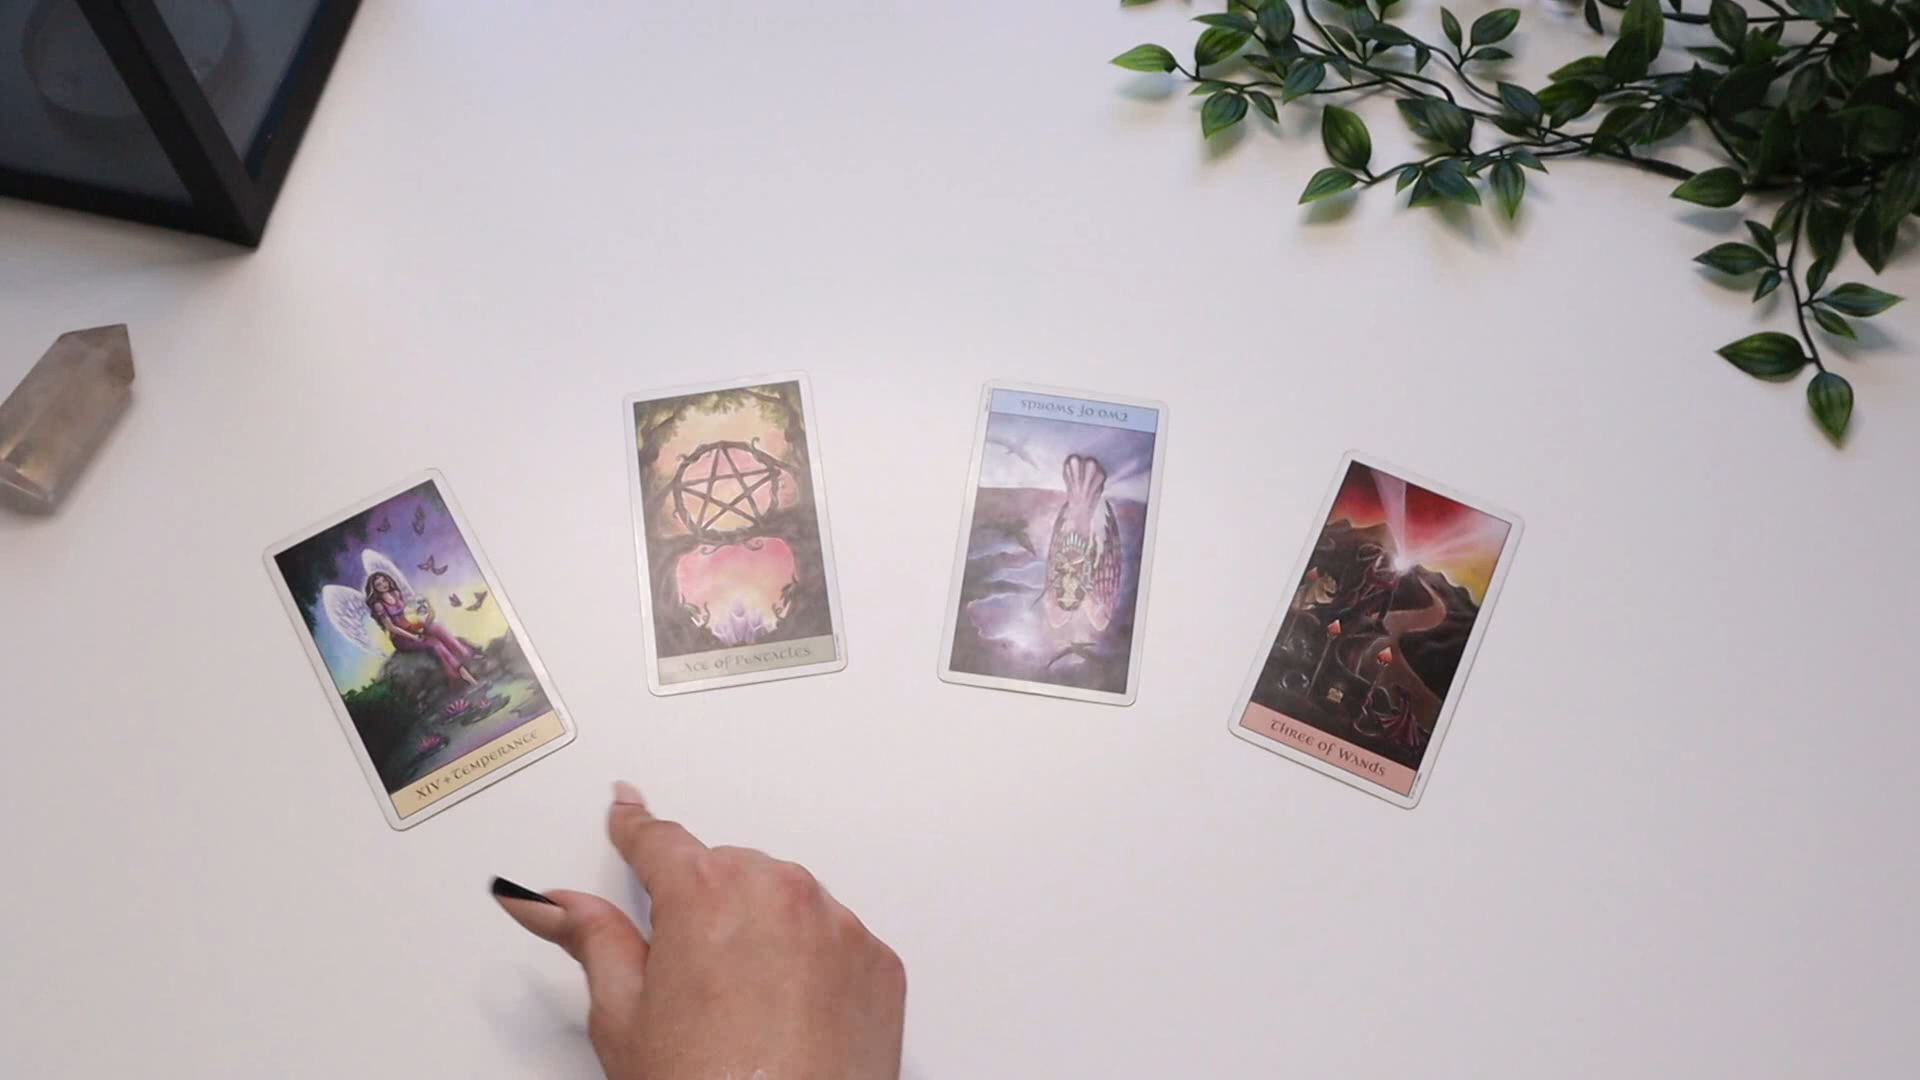 XIV + TEMPERANCE
ACE of PENTACLES
TWO OF SWORDS
THREE of WANDS